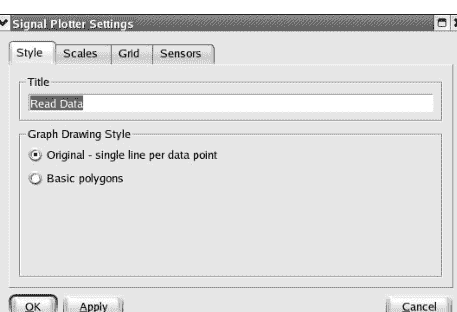 Signal Plotter Settings
Style Scales Grid Sensors
Title
Read Data
Graph Drawing Style
Original - single line per data point
Basic polygons
OK Apply Cancel